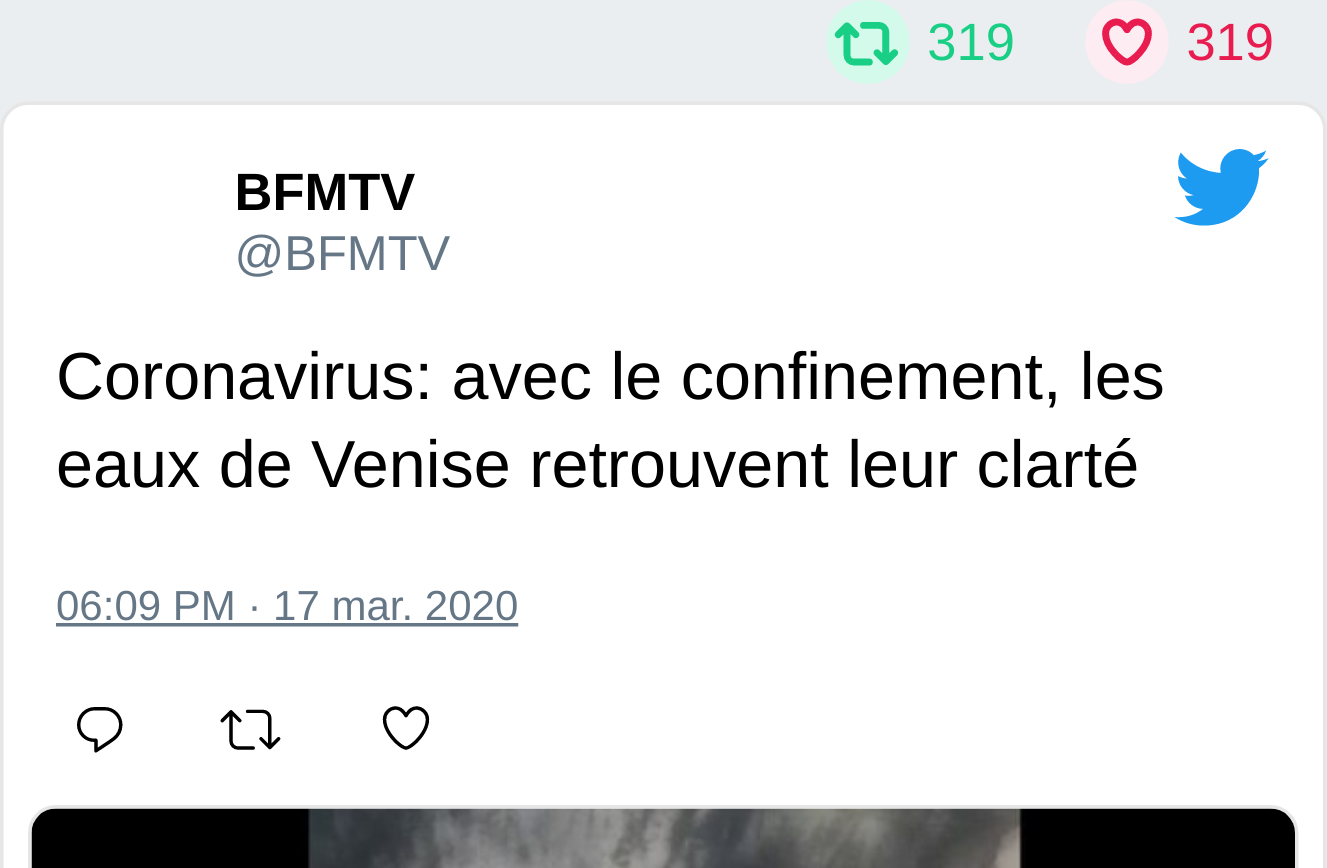 319 319
BFMTV
@BFMTV
Coronavirus: avec le confinement, les
eaux de Venise retrouvent leur clarté
06:09 PM · 17 mar. 2020